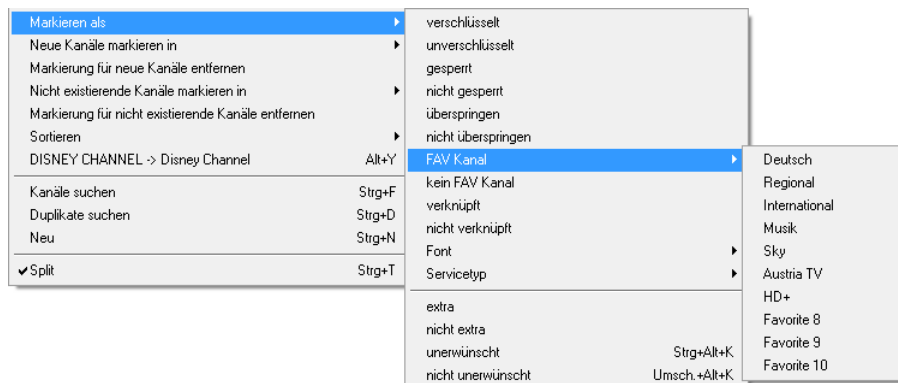 Markieren als
Neue Kanäle markieren in
Markierung für neue Kanäle entfernen
Nicht existierende Kanäle markieren in
Markierung für nicht existierende Kanäle entfernen
Sortieren
DISNEY CHANNEL -> Disney Channel Alt+Y
Kanäle suchen Strg+F
Duplikate suchen Strg+D
Neu Strg+N
Split Strg+T
verschlüsselt
unverschlüsselt
gesperrt
nicht gesperrt
überspringen
nicht überspringen
FAV Kanal
kein FAV Kanal
verknüpft
nicht verknüpft
Font
Servicetyp
extra
nicht extra
unerwünscht Strg+Alt+K
nicht unerwünscht Umsch.+Alt+K
Deutsch
Regional
International
Musik
Sky
Austria TV
HD+
Favorite 8
Favorite 9
Favorite 10